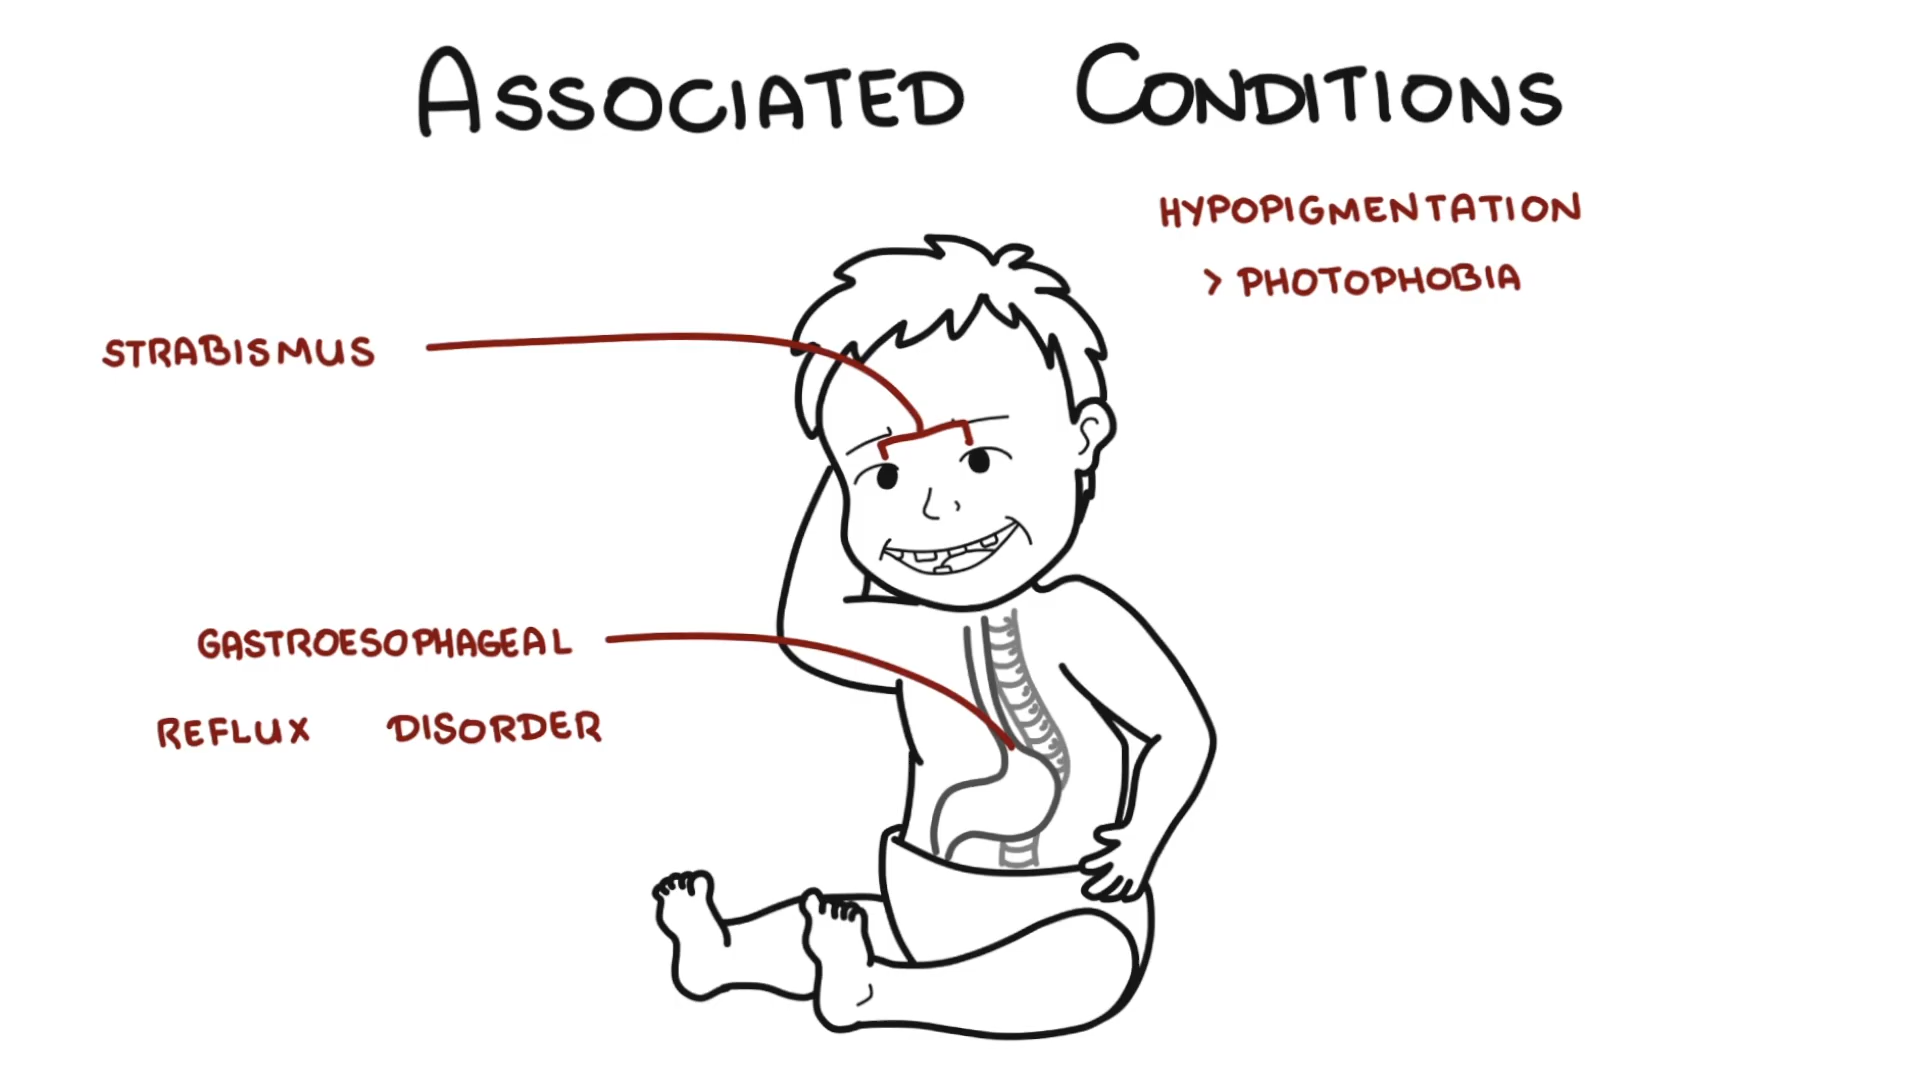 ASSOCIATED CONDITIONS
HYPOPIGMENTATION
> PHOTOPHOBIA
STRABISMUS
GASTROESOPHAGEAL
REFLUX DISORDER